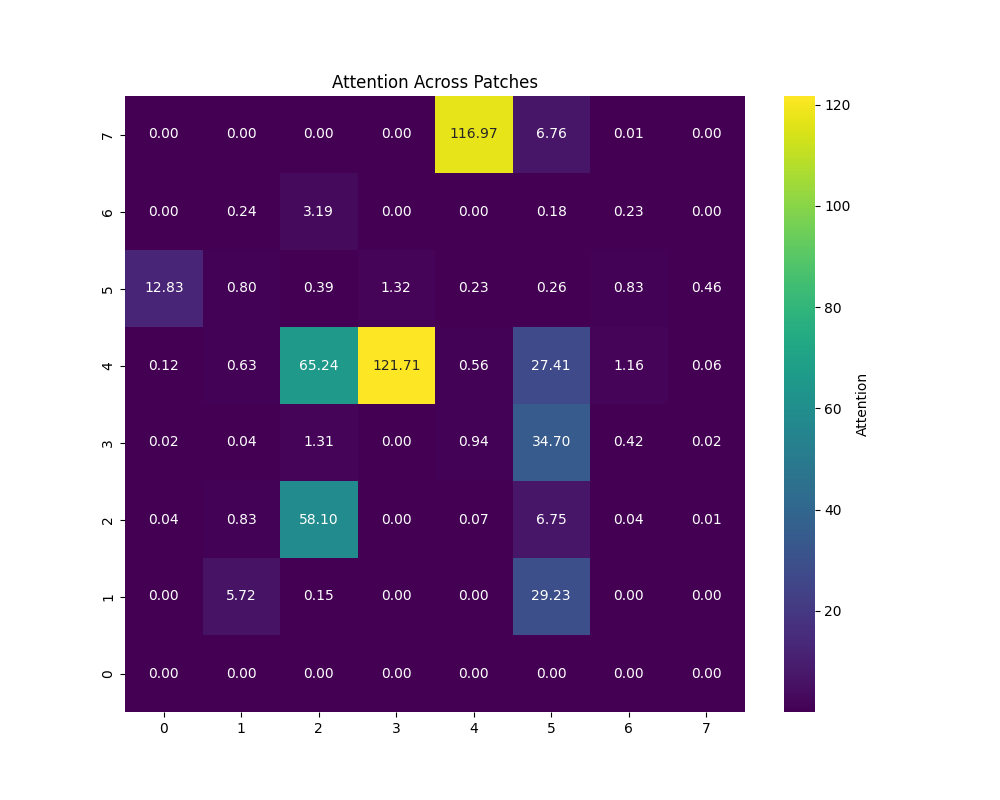 Attention Across Patches
7 0.00 0.00 0.00 0.00 116.97 6.76 0.01 0.00
6 0.00 0.24 3.19 0.00 0.00 0.18 0.23 0.00
5 12.83 0.80 0.39 1.32 0.23 0.26 0.83 0.46
4 0.12 0.63 65.24 121.71 0.56 27.41 1.16 0.06
3 0.02 0.04 1.31 0.00 0.94 34.70 0.42 0.02
2 0.04 0.83 58.10 0.00 0.07 6.75 0.04 0.01
1 0.00 5.72 0.15 0.00 0.00 29.23 0.00 0.00
0 0.00 0.00 0.00 0.00 0.00 0.00 0.00 0.00
0 1 2 3 4 5 6 7
120
100
80
60
40
20
Attention